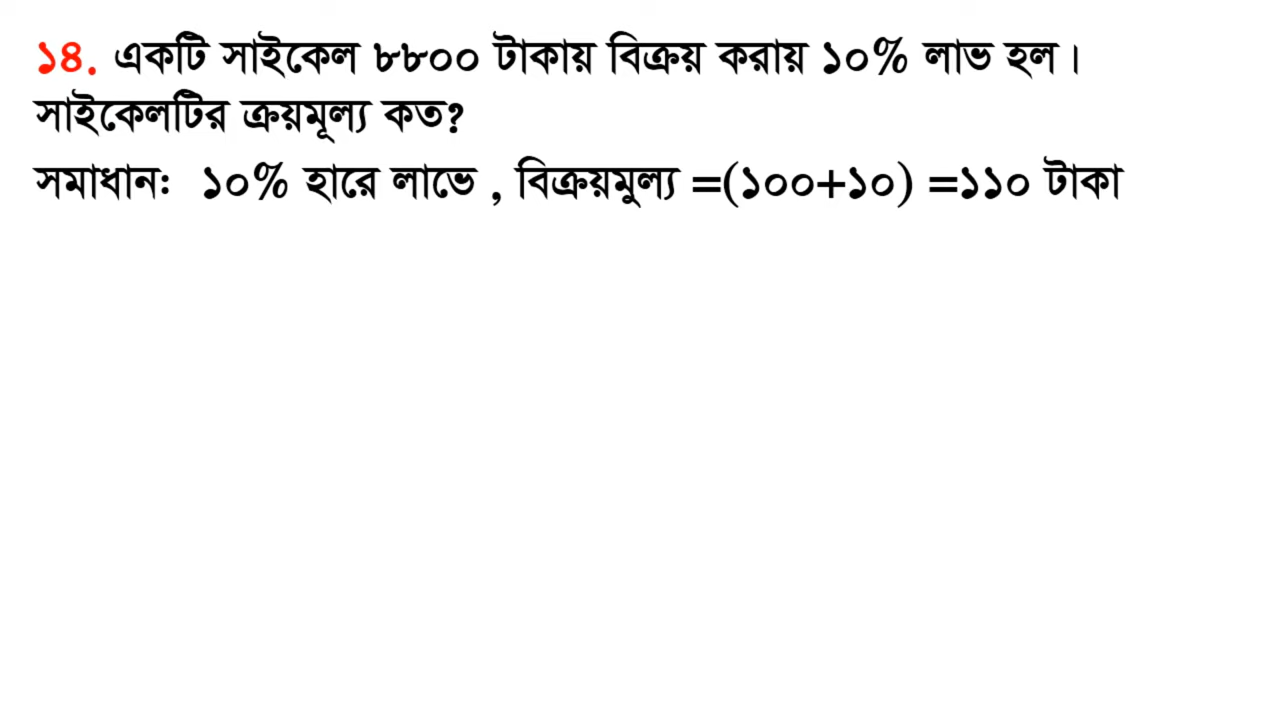 ১৪. একটি সাইকেল ৮৮০০ টাকায় বিক্রয় করায় ১০% লাভ হল।
সাইকেলটির ক্রয়মূল্য কত?
সমাধানঃ ১০% হারে লাভে , বিক্রয়মুল্য =(১০০+১০) =১১০ টাকা